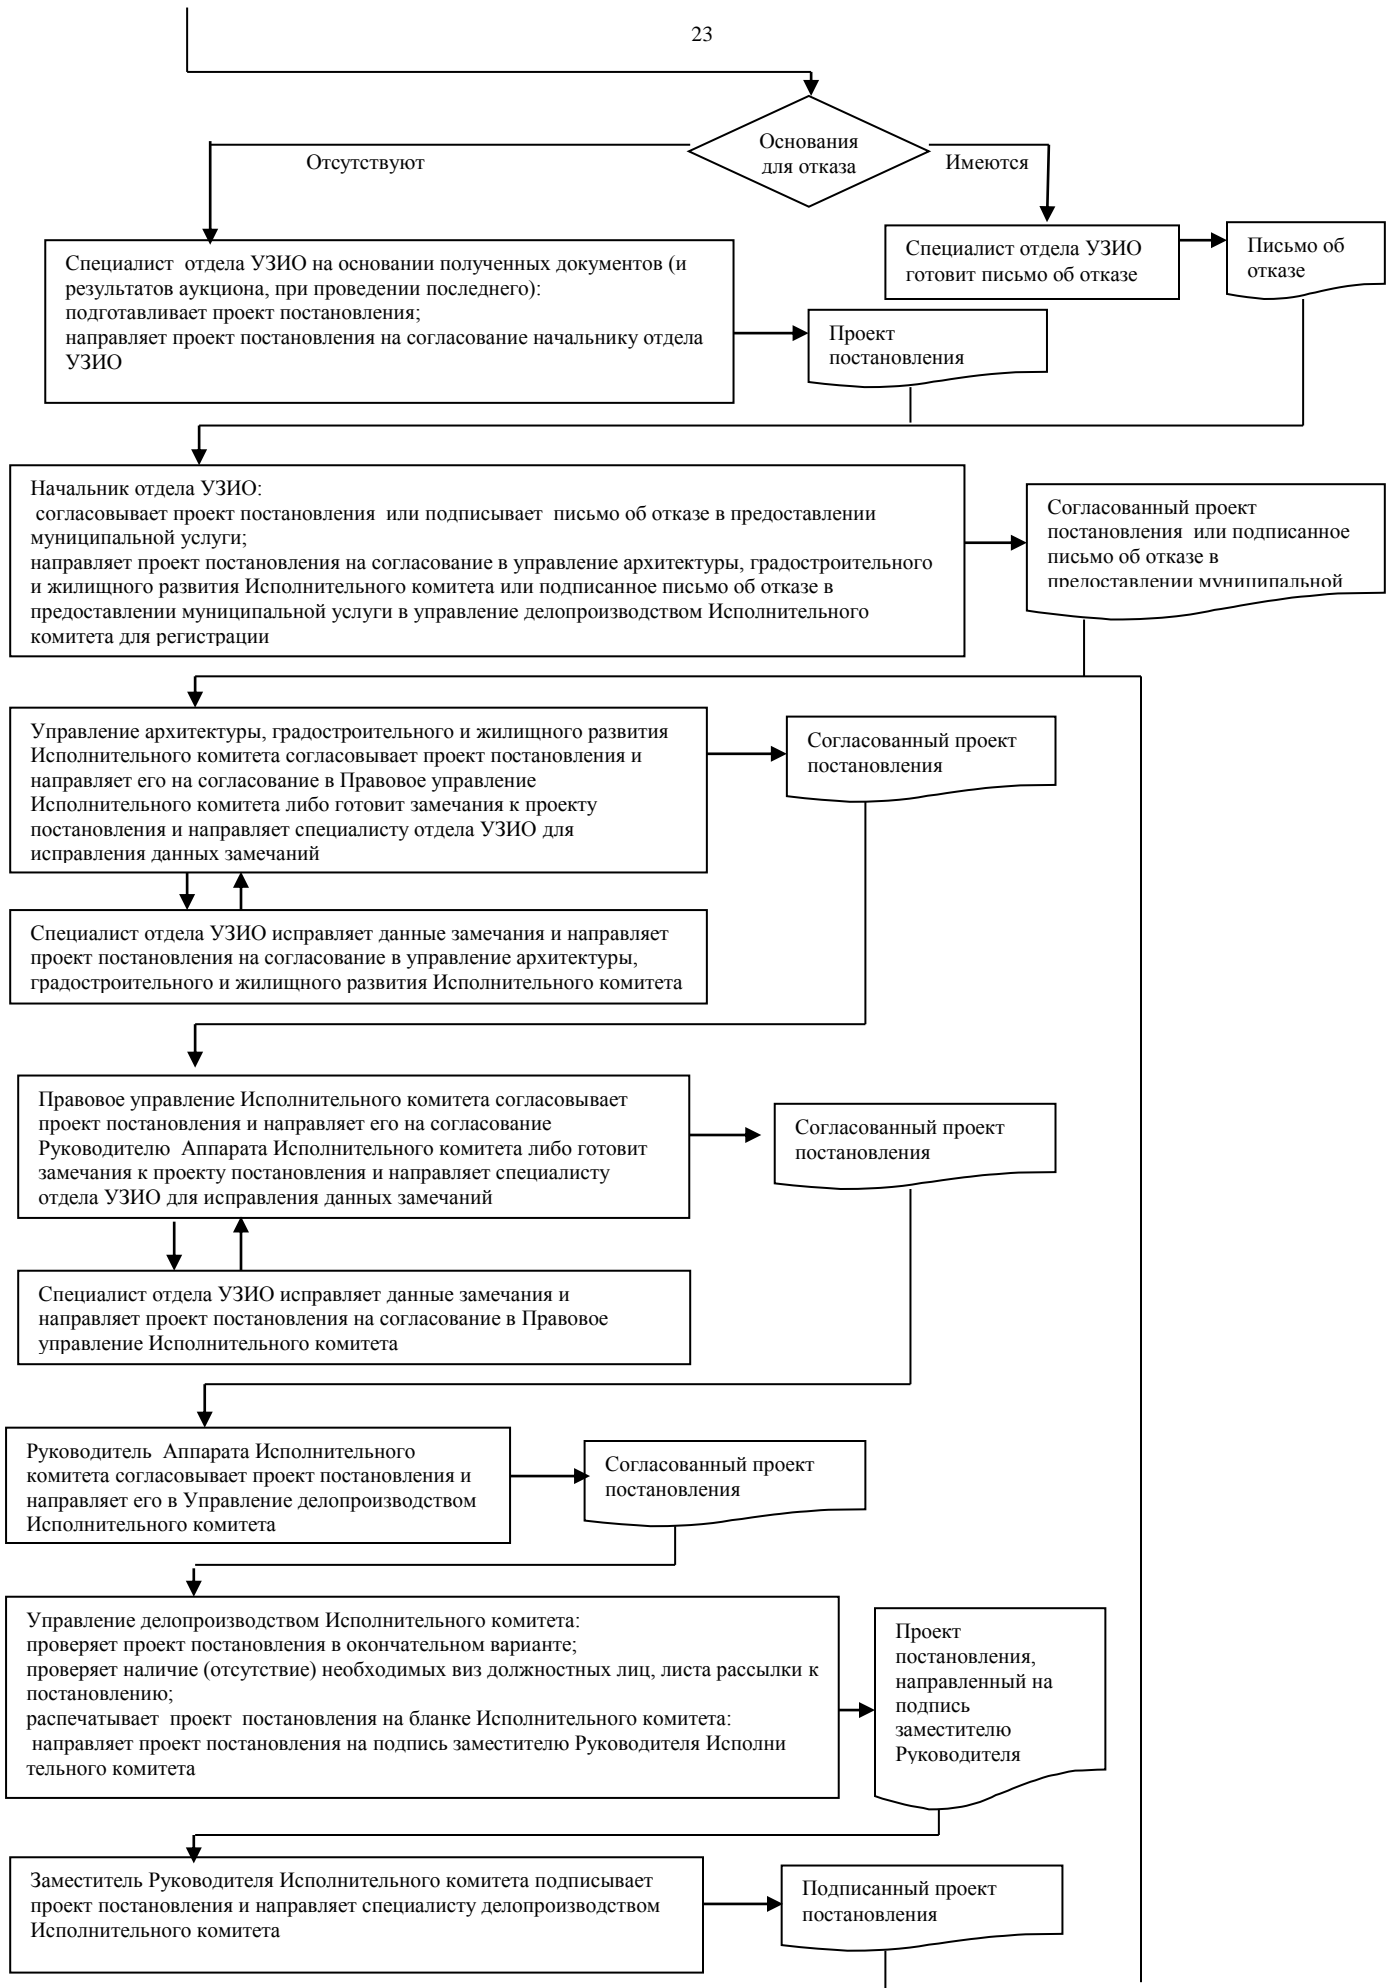 23
Основания
для отказа
Отсутствуют
Имеются
Специалист отдела УЗИО
готовит письмо об отказе
Письмо об
отказе
Специалист  отдела УЗИО на основании полученных документов (и
результатов аукциона, при проведении последнего):
подготавливает проект постановления;
направляет проект постановления на согласование начальнику отдела
УЗИО
Проект
постановления
Начальник отдела УЗИО:
согласовывает проект постановления  или подписывает  письмо об отказе в предоставлении
муниципальной услуги;
направляет проект постановления на согласование в управление архитектуры, градостроительного
и жилищного развития Исполнительного комитета или подписанное письмо об отказе в
предоставлении муниципальной услуги в управление делопроизводством Исполнительного
комитета для регистрации
Согласованный проект
постановления  или подписанное
письмо об отказе в
предоставлении муниципальной
Управление архитектуры, градостроительного и жилищного развития
Исполнительного комитета согласовывает проект постановления и
направляет его на согласование в Правовое управление
Исполнительного комитета либо готовит замечания к проекту
постановления и направляет специалисту отдела УЗИО для
исправления данных замечаний
Согласованный проект
постановления
Специалист отдела УЗИО исправляет данные замечания и направляет
проект постановления на согласование в управление архитектуры,
градостроительного и жилищного развития Исполнительного комитета
Правовое управление Исполнительного комитета согласовывает
проект постановления и направляет его на согласование
Руководителю  Аппарата Исполнительного комитета либо готовит
замечания к проекту постановления и направляет специалисту
отдела УЗИО для исправления данных замечаний
Согласованный проект
постановления
Специалист отдела УЗИО исправляет данные замечания и
направляет проект постановления на согласование в Правовое
управление Исполнительного комитета
Руководитель  Аппарата Исполнительного
комитета согласовывает проект постановления и
направляет его в Управление делопроизводством
Исполнительного комитета
Согласованный проект
постановления
Управление делопроизводством Исполнительного комитета:
проверяет проект постановления в окончательном варианте;
проверяет наличие (отсутствие) необходимых виз должностных лиц, листа рассылки к
постановлению;
распечатывает  проект  постановления на бланке Исполнительного комитета:
направляет проект постановления на подпись заместителю Руководителя Исполни
тельного комитета
Проект
постановления,
направленный на
подпись
заместителю
Руководителя
Заместитель Руководителя Исполнительного комитета подписывает
проект постановления и направляет специалисту делопроизводством
Исполнительного комитета
Подписанный проект
постановления